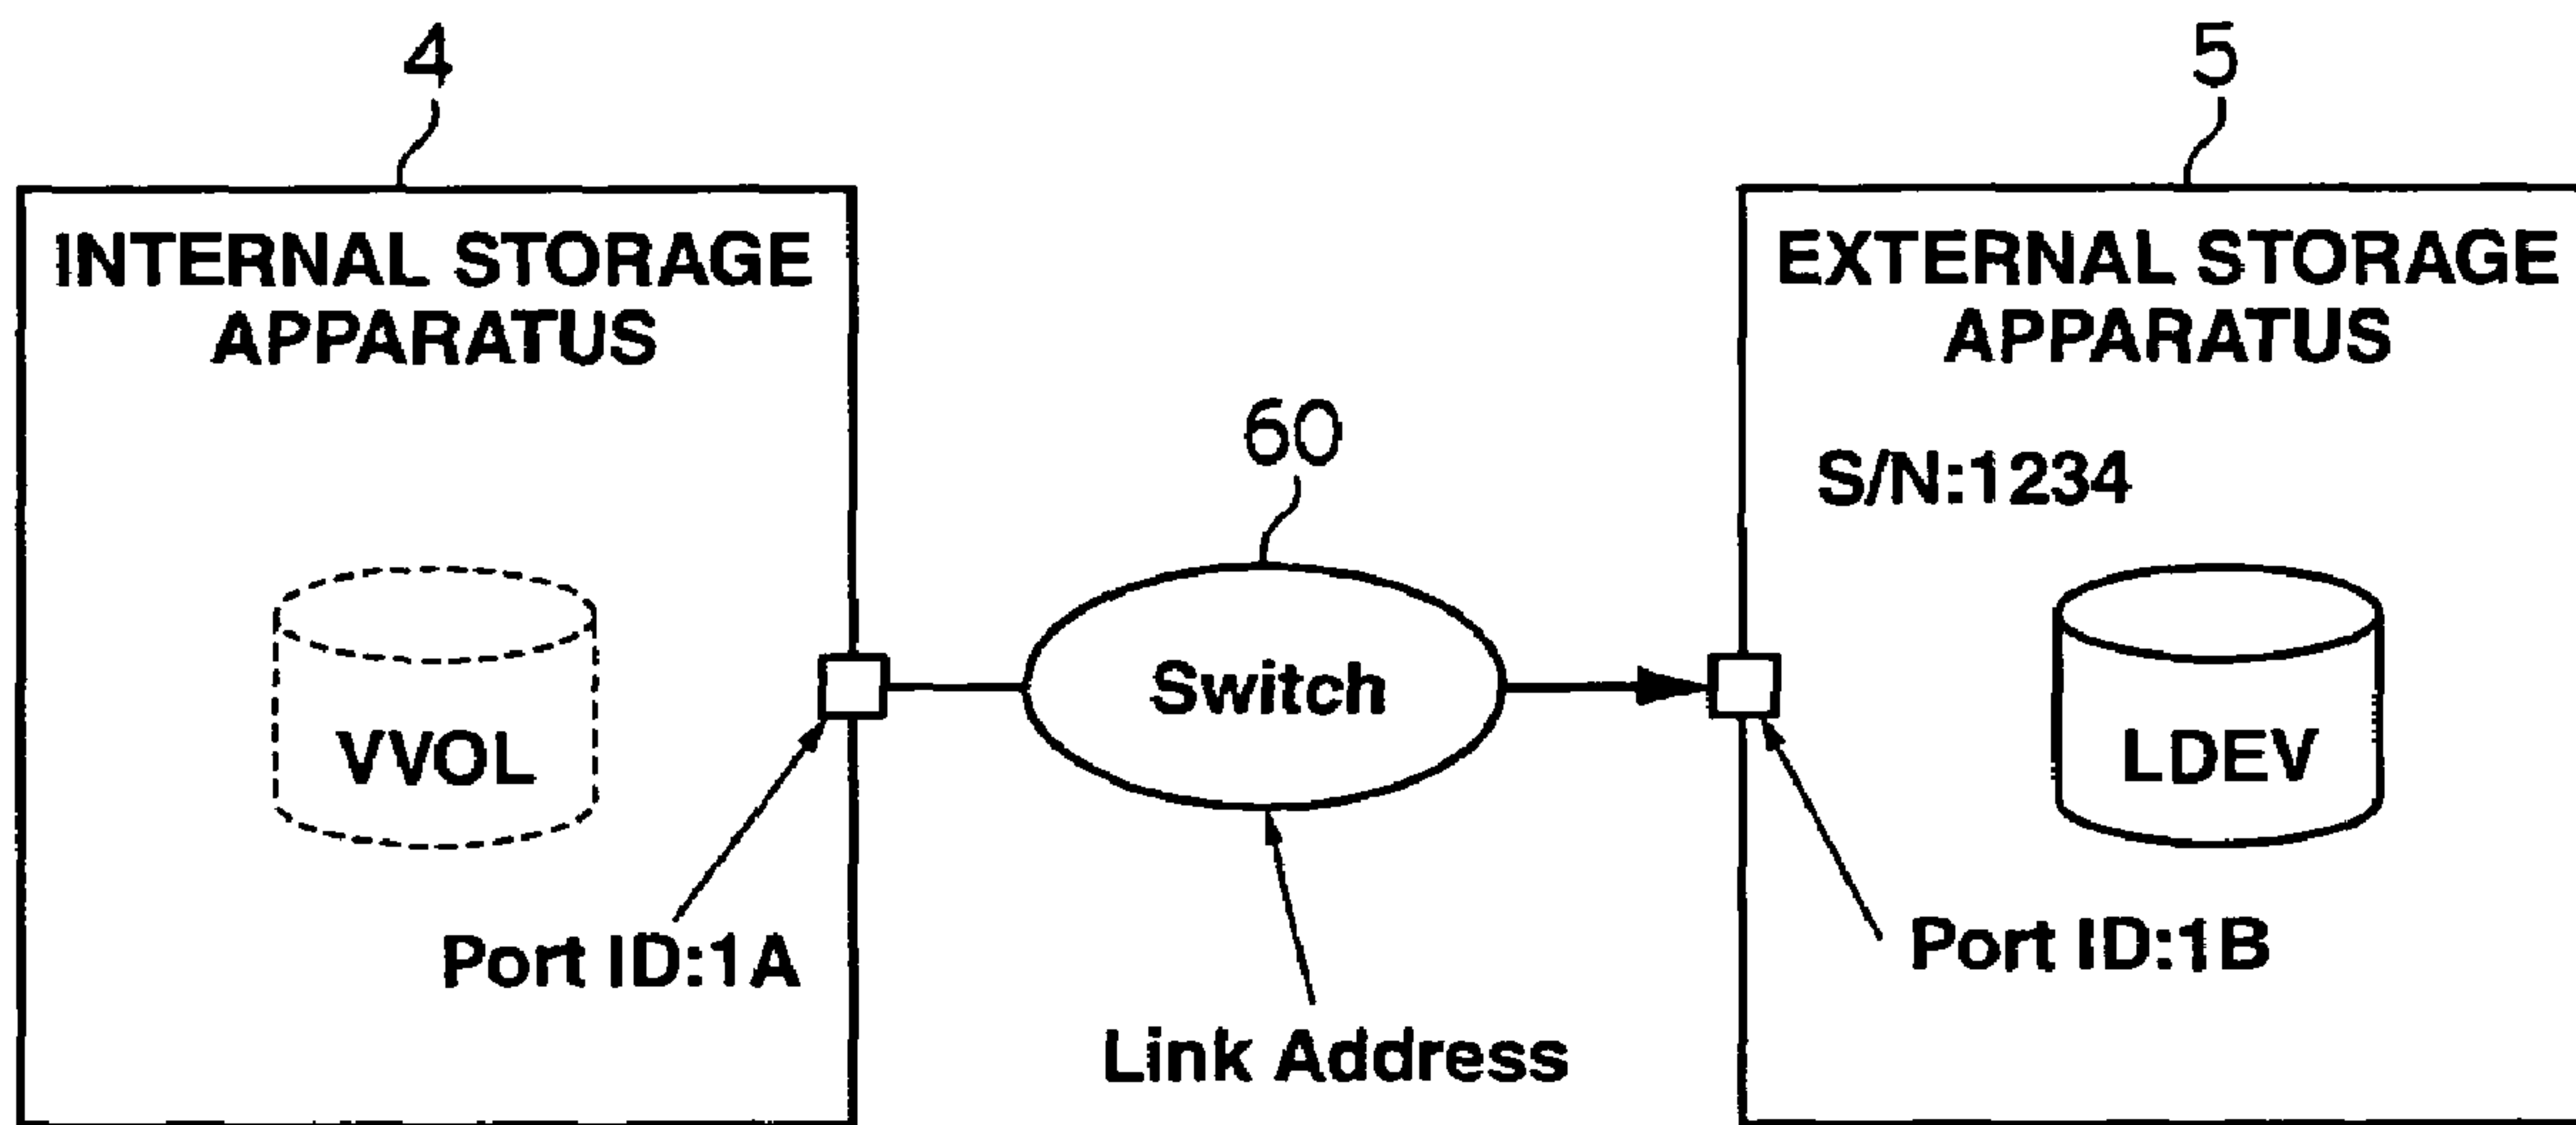 4
5
INTERNAL STORAGE
APPARATUS
EXTERNAL STORAGE
APPARATUS
60
S/N:1234
Switch
VVOL
LDEV
Port ID:1A
Port ID:1B
Link Address